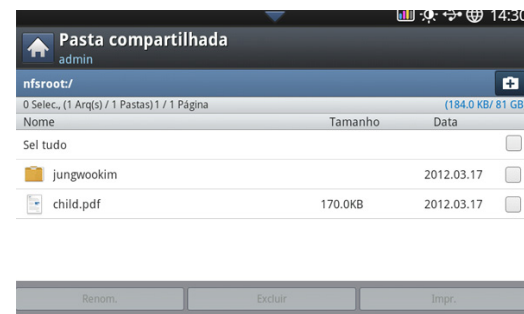 14:30
Pasta compartilhada
admin
nfsroot:/
0 Selec., (1 Arq(s) / 1 Pastas) 1 / 1 Página (184.0 KB/ 81 GB
Nome Tamanho Data
Sel tudo
jungwookim 2012.03.17
child.pdf 170.0KB 2012.03.17
Renom. Excluir Impr.